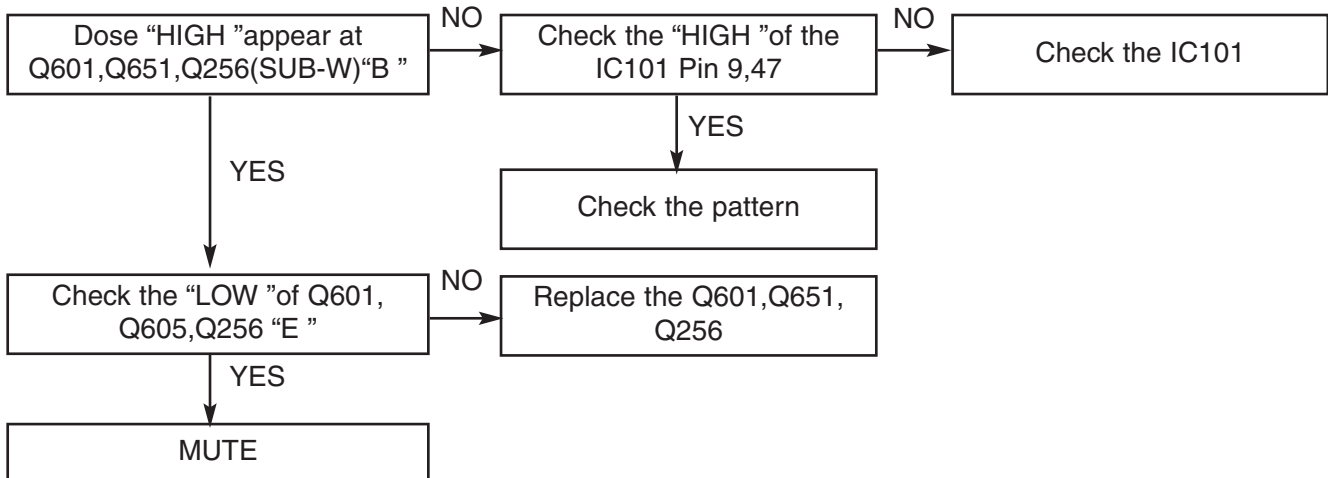 Dose “HIGH ”appear at
Q601,Q651,Q256(SUB-W)“B ”
NO
Check the “HIGH ”of the
IC101 Pin 9,47
NO
Check the IC101
YES
YES
Check the pattern
Check the “LOW ”of Q601,
Q605,Q256 “E ”
NO
Replace the Q601,Q651,
Q256
YES
MUTE